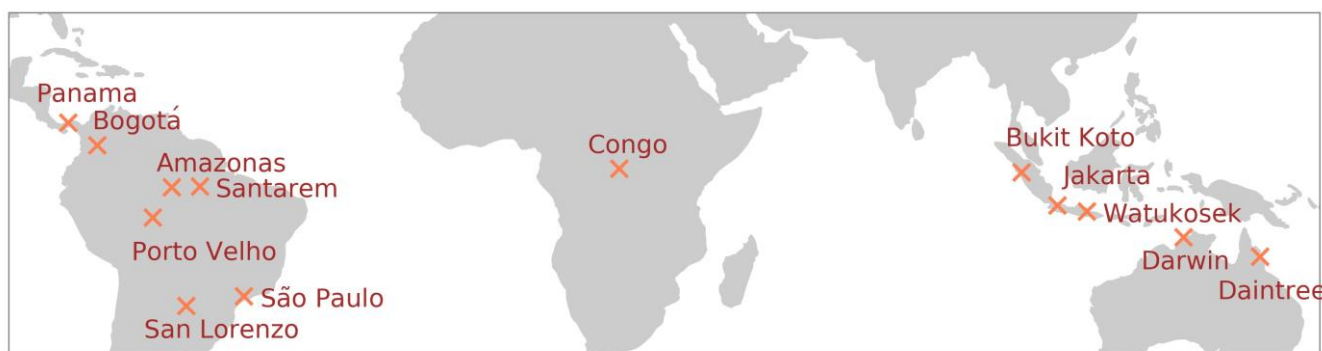 Panama
Bogotá
Amazonas
Santarem
Porto Velho
São Paulo
San Lorenzo
Congo
Bukit Koto
Jakarta
Watukosek
Darwin
Daintree